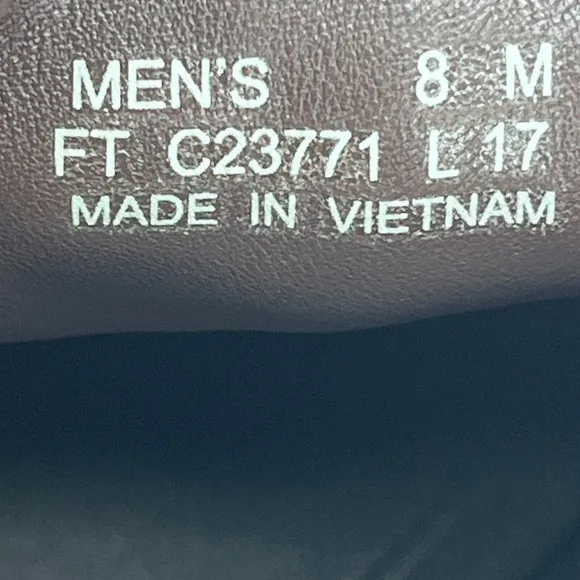 MEN'S 8 M
FT C23771 L 17
MADE IN VIETNAM